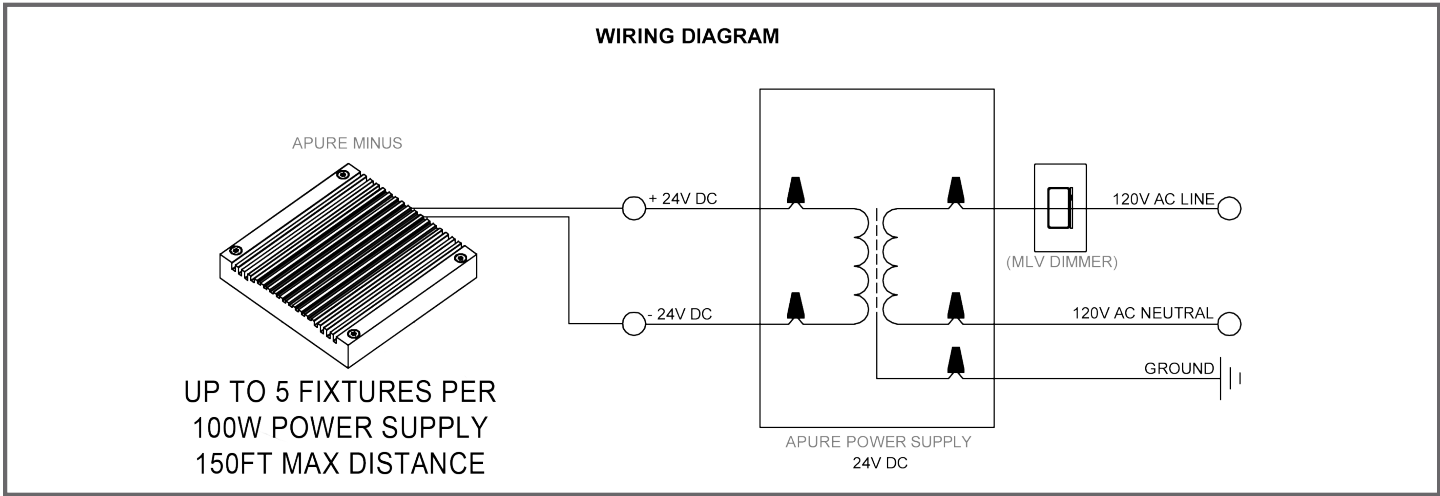 WIRING DIAGRAM
APURE MINUS
+ 24V DC
120V AC LINE
(MLV DIMMER)
- 24V DC
120V AC NEUTRAL
GROUND
UP TO 5 FIXTURES PER
100W POWER SUPPLY
150FT MAX DISTANCE
APURE POWER SUPPLY
24V DC